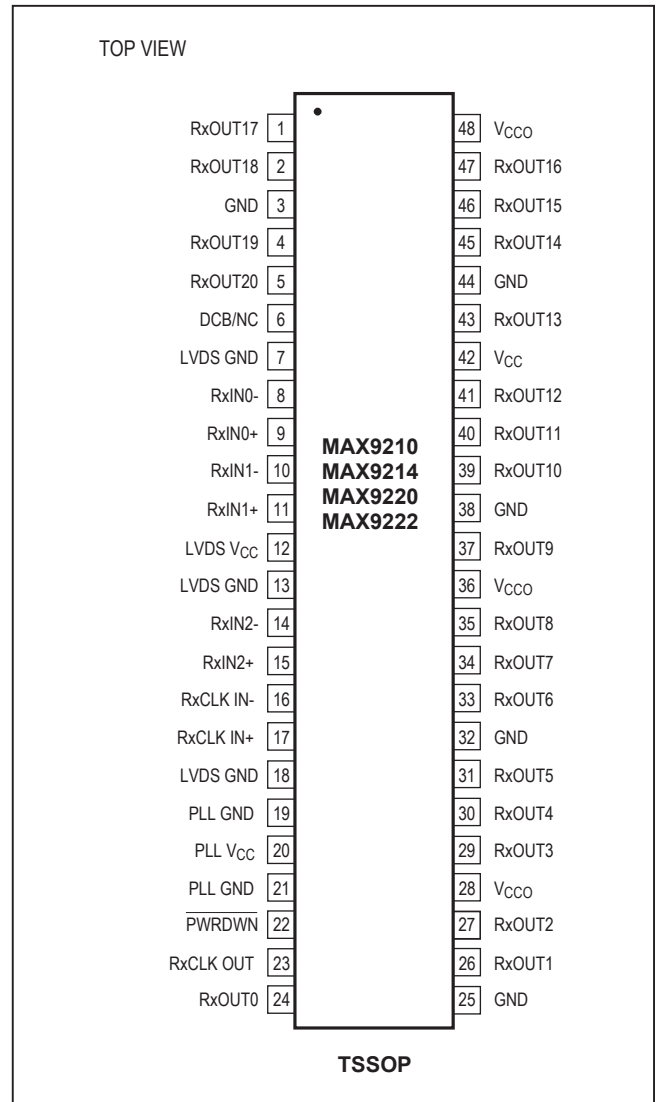 TOP VIEW
RxOUT17 1 48 VCCO
RxOUT18 2 47 RxOUT16
GND 3 46 RxOUT15
RxOUT19 4 45 RxOUT14
RxOUT20 5 44 GND
DCB/NC 6 43 RxOUT13
LVDS GND 7 42 VCC
RxIN0- 8 41 RxOUT12
RxIN0+ 9 40 RxOUT11
RxIN1- 10 39 RxOUT10
RxIN1+ 11 38 GND
LVDS VCC 12 37 RxOUT9
LVDS GND 13 36 VCCO
RxIN2- 14 35 RxOUT8
RxIN2+ 15 34 RxOUT7
RxCLK IN- 16 33 RxOUT6
RxCLK IN+ 17 32 GND
LVDS GND 18 31 RxOUT5
PLL GND 19 30 RxOUT4
PLL VCC 20 29 RxOUT3
PLL GND 21 28 VCCO
PWRDWN 22 27 RxOUT2
RxCLK OUT 23 26 RxOUT1
RxOUT0 24 25 GND
MAX9210
MAX9214
MAX9220
MAX9222
TSSOP